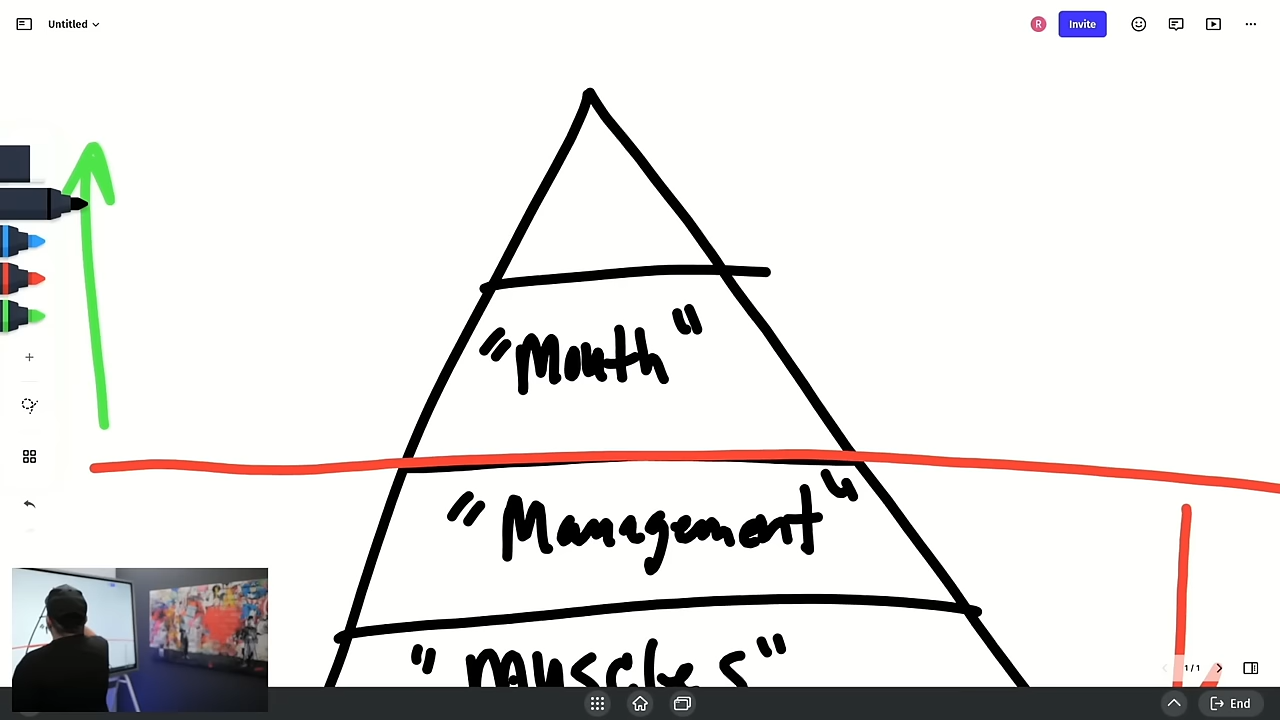 Untitled
R
Invite
"Mouth"
"Management"
"Muscles"
1/1
End